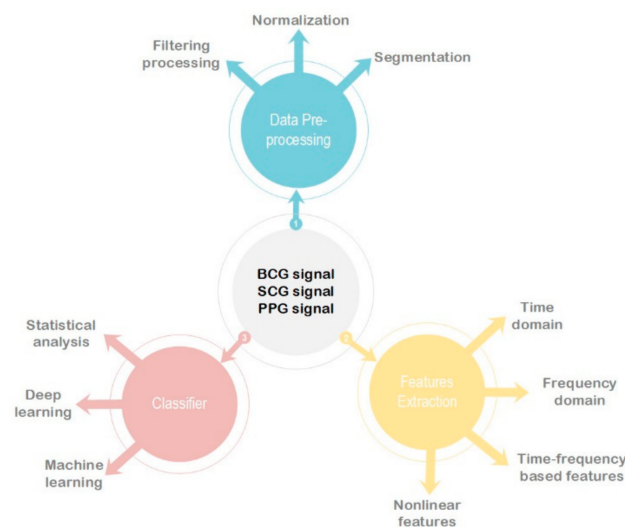 Normalization
Filtering
processing
Segmentation
Data Pre-
processing
1
BCG signal
SCG signal
PPG signal
3
2
Statistical
analysis
Deep
learning
Machine
learning
Classifier
Features
Extraction
Time
domain
Frequency
domain
Time-frequency
based features
Nonlinear
features